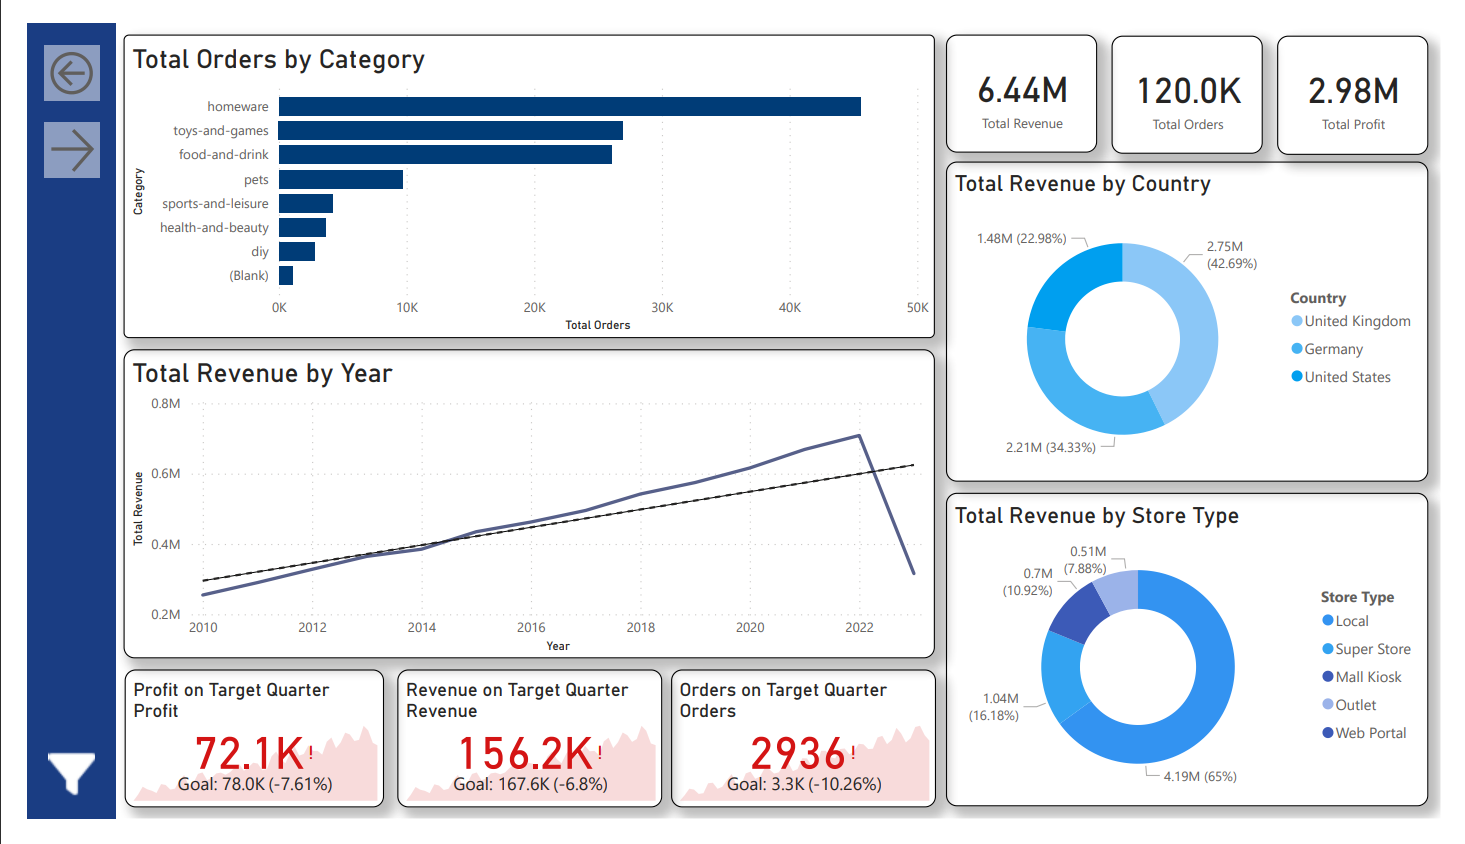 Total Orders by Category
Category
homeware
toys-and-games
food-and-drink
pets
sports-and-leisure
health-and-beauty
diy
(Blank)
0K 10K 20K 30K 40K 50K
Total Orders
6.44M
Total Revenue
120.0K
Total Orders
2.98M
Total Profit
Total Revenue by Country
1.48M (22.98%)
2.75M
(42.69%)
2.21M (34.33%)
Country
United Kingdom
Germany
United States
Total Revenue by Year
Total Revenue
0.8M
0.6M
0.4M
0.2M
2010 2012 2014 2016 2018 2020 2022
Year
Total Revenue by Store Type
0.51M
(7.88%)
0.7M
(10.92%)
1.04M
(16.18%)
4.19M (65%)
Store Type
Local
Super Store
Mall Kiosk
Outlet
Web Portal
Profit on Target Quarter
Profit
72.1K!
Goal: 78.0K (-7.61%)
Revenue on Target Quarter
Revenue
156.2K!
Goal: 167.6K (-6.8%)
Orders on Target Quarter
Orders
2936!
Goal: 3.3K (-10.26%)